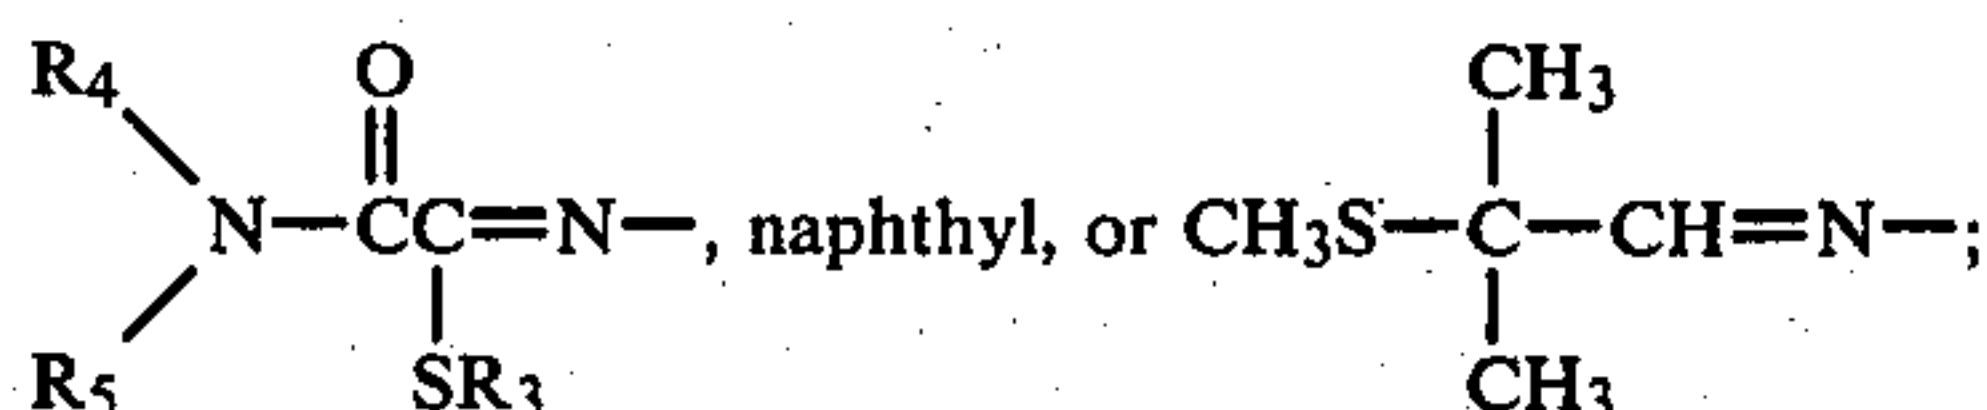 R4 O CH3
N—CC=N—, naphthyl, or CH3S—C—CH=N—;
R5 SR3 CH3